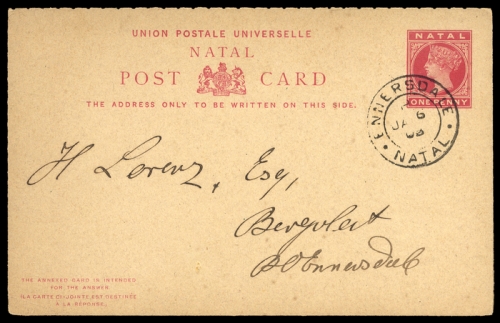 UNION POSTALE UNIVERSELLE
NATAL
POST CARD
THE ADDRESS ONLY TO BE WRITTEN ON THIS SIDE.
NATAL
ONE PENNY
ENNERSDALE
JA 6
NATAL
H Lorenz, Esq,
P O Ennersdale
THE ANNEXED CARD IS INTENDED
FOR THE ANSWER.
(LA CARTE CI-JOINTE EST DESTINÉE
À LA RÉPONSE.